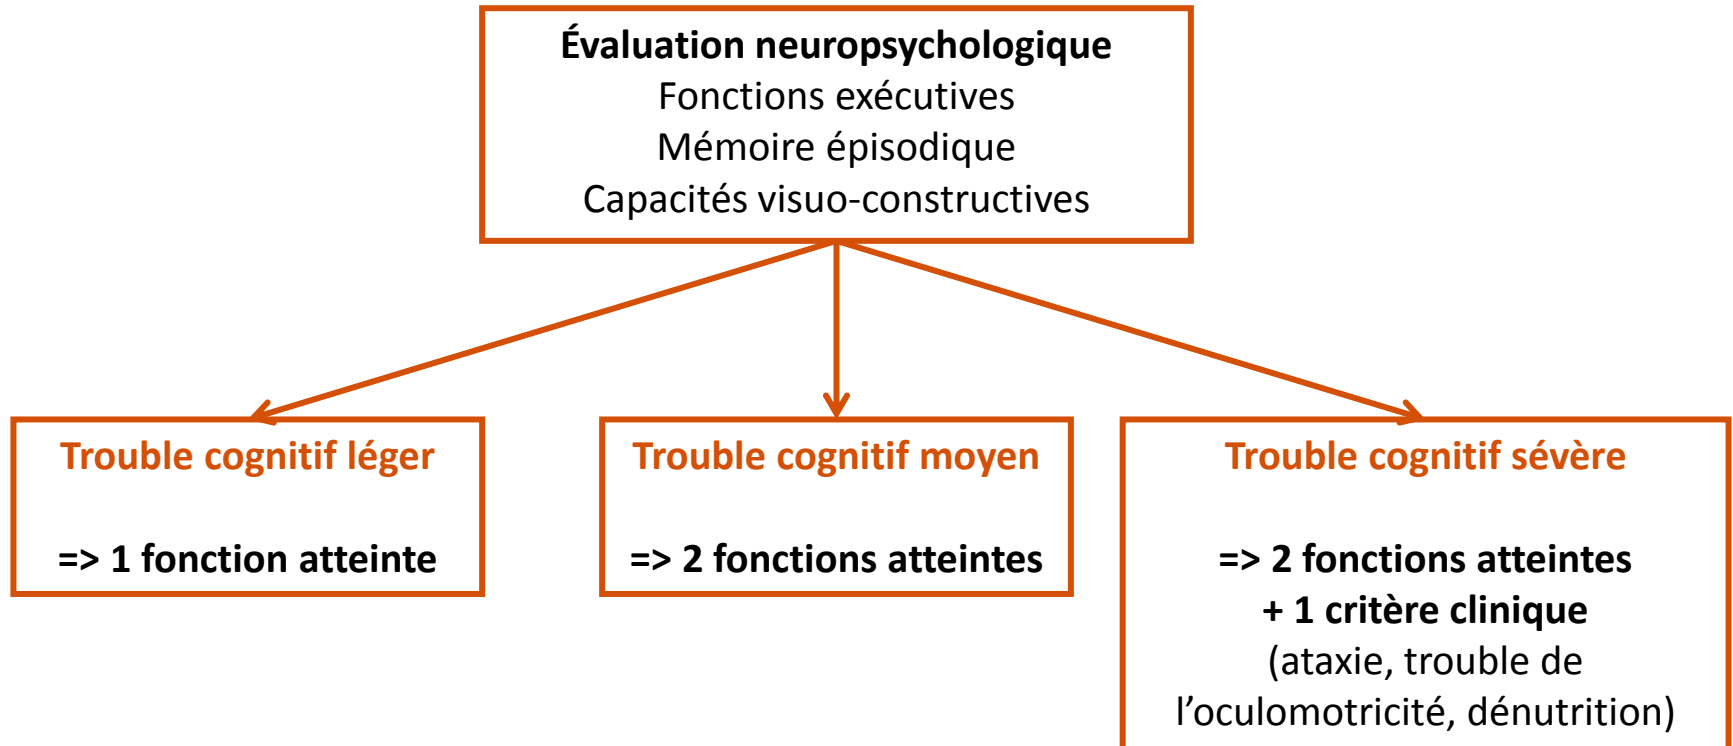 Évaluation neuropsychologique
Fonctions exécutives
Mémoire épisodique
Capacités visuo-constructives
Trouble cognitif léger
=> 1 fonction atteinte
Trouble cognitif moyen
=> 2 fonctions atteintes
Trouble cognitif sévère
=> 2 fonctions atteintes
+ 1 critère clinique
(ataxie, trouble de
l’oculomotricité, dénutrition)